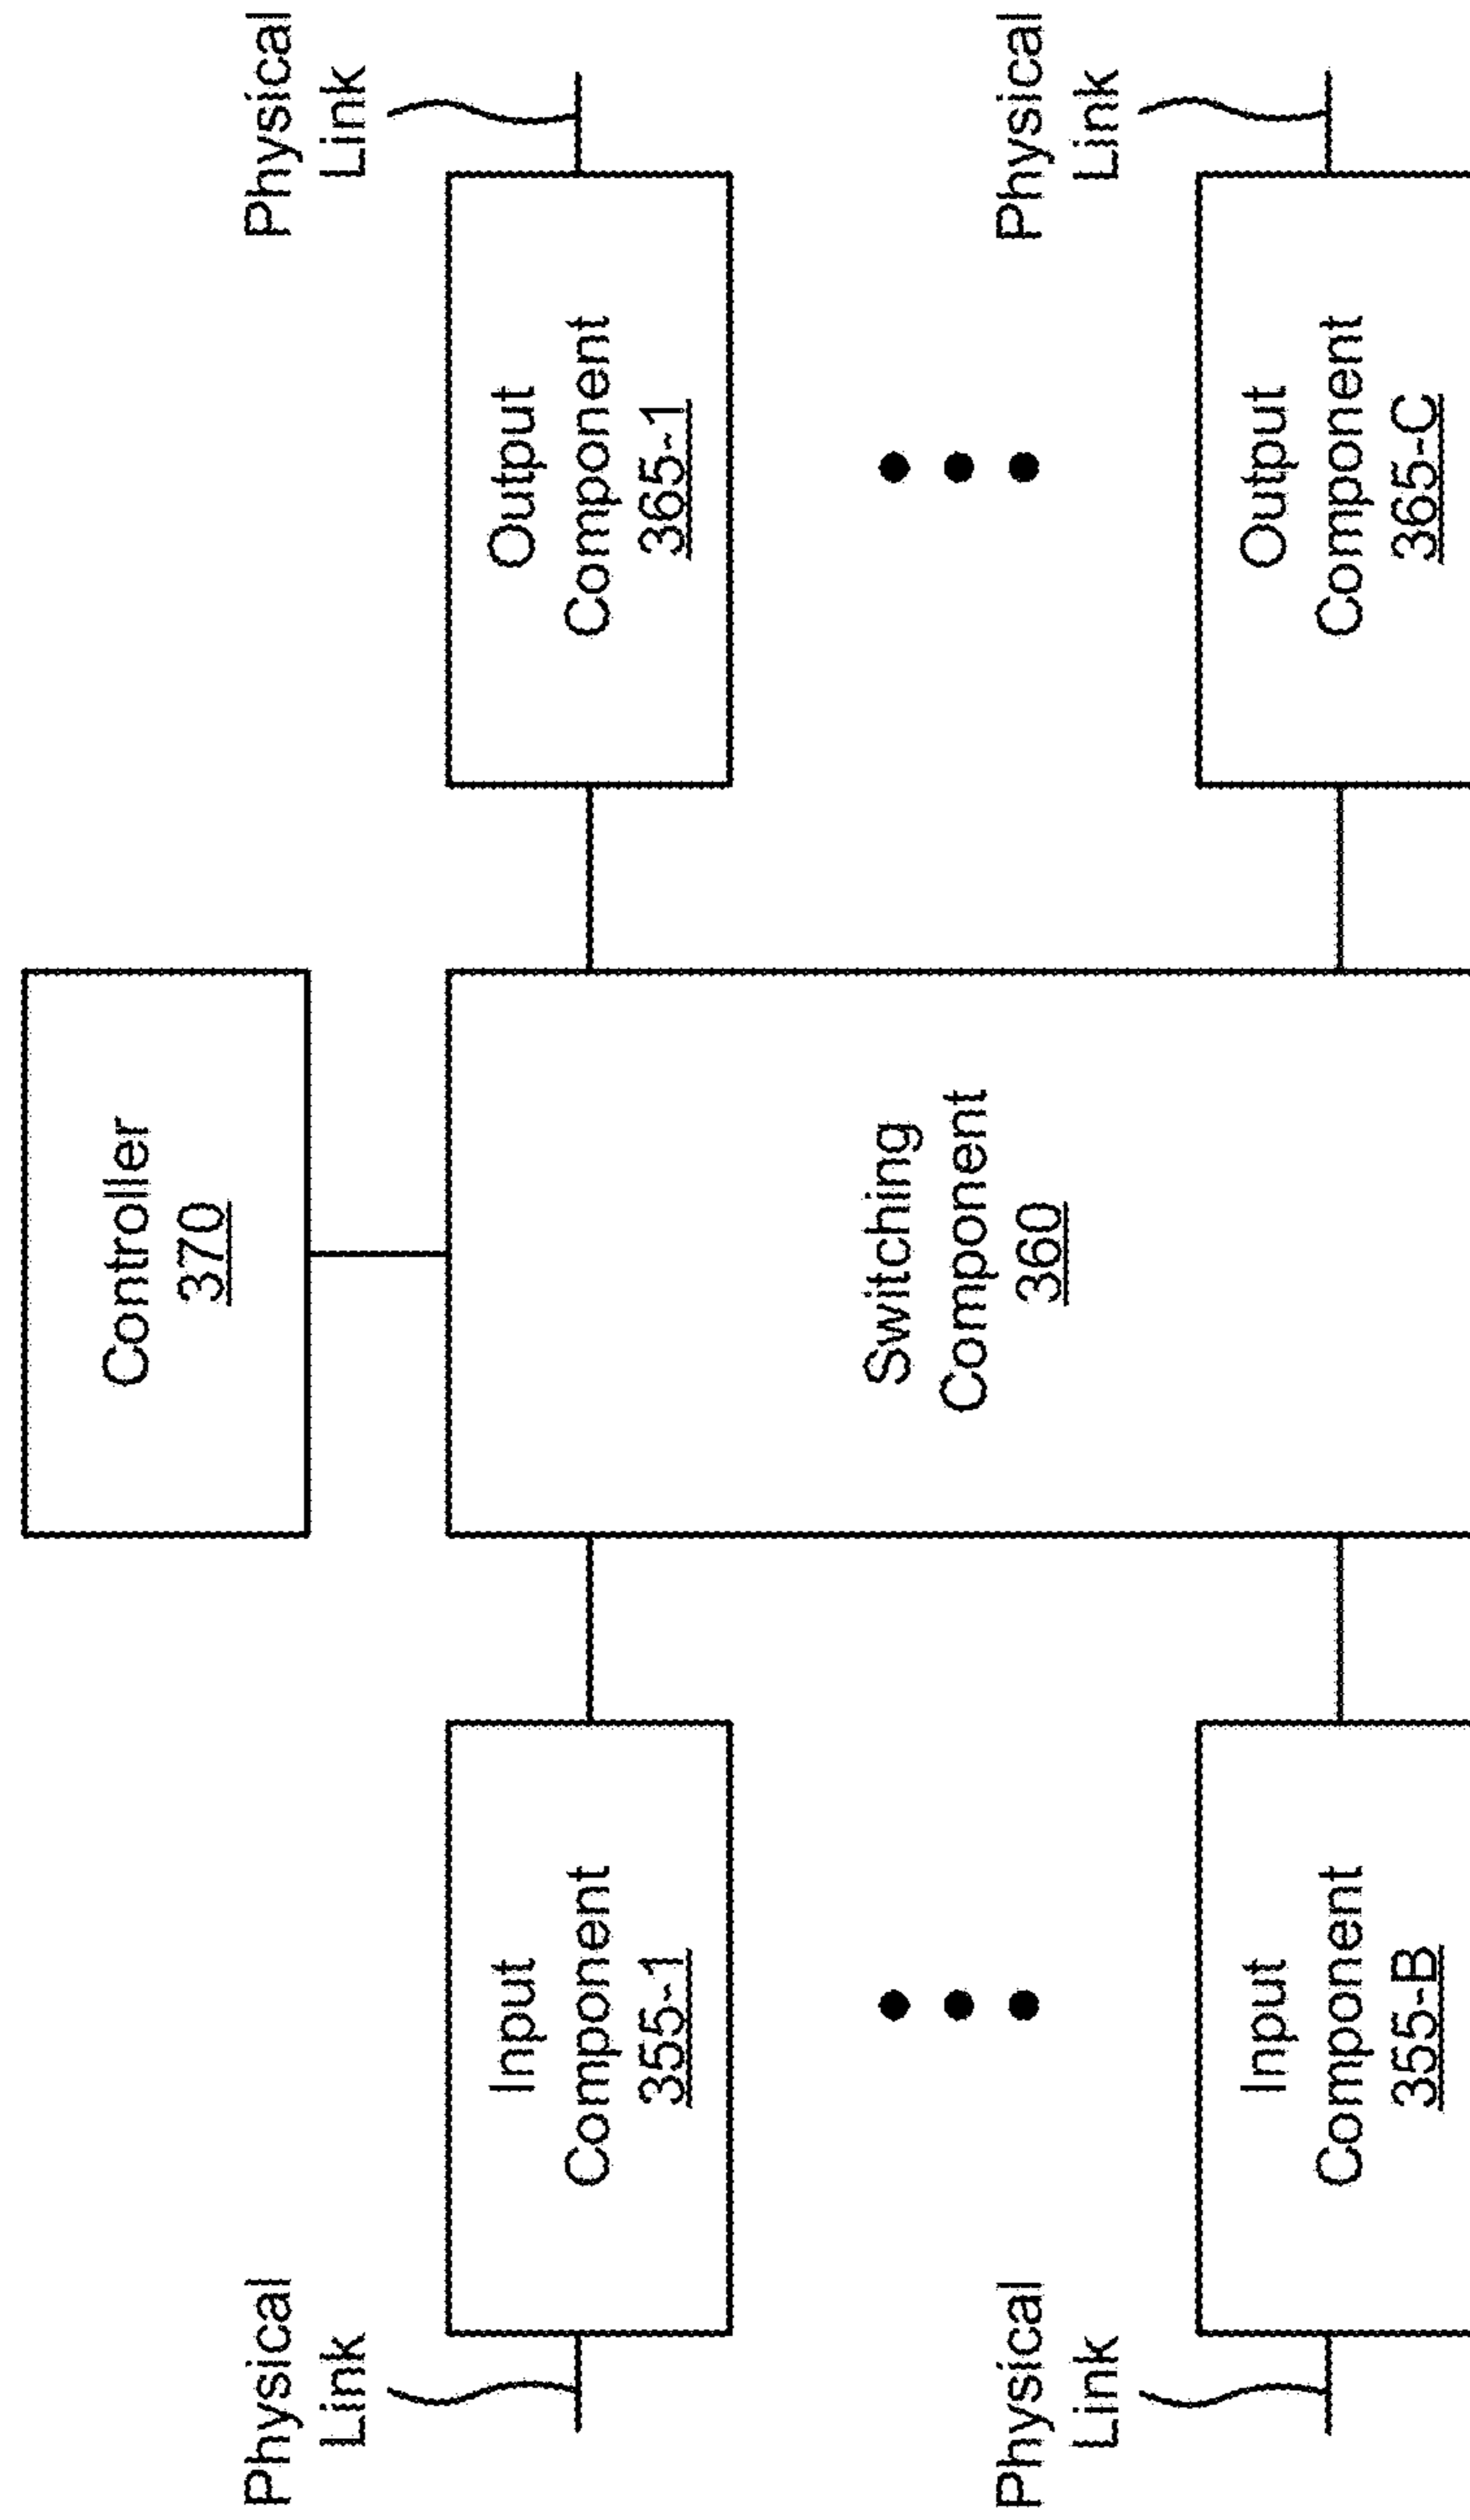 Controller
370
Physical
Link
Input
Component
355-1
Switching
Component
360
Output
Component
365-1
Physical
Link
Physical
Link
Input
Component
355-B
Output
Component
365-C
Physical
Link